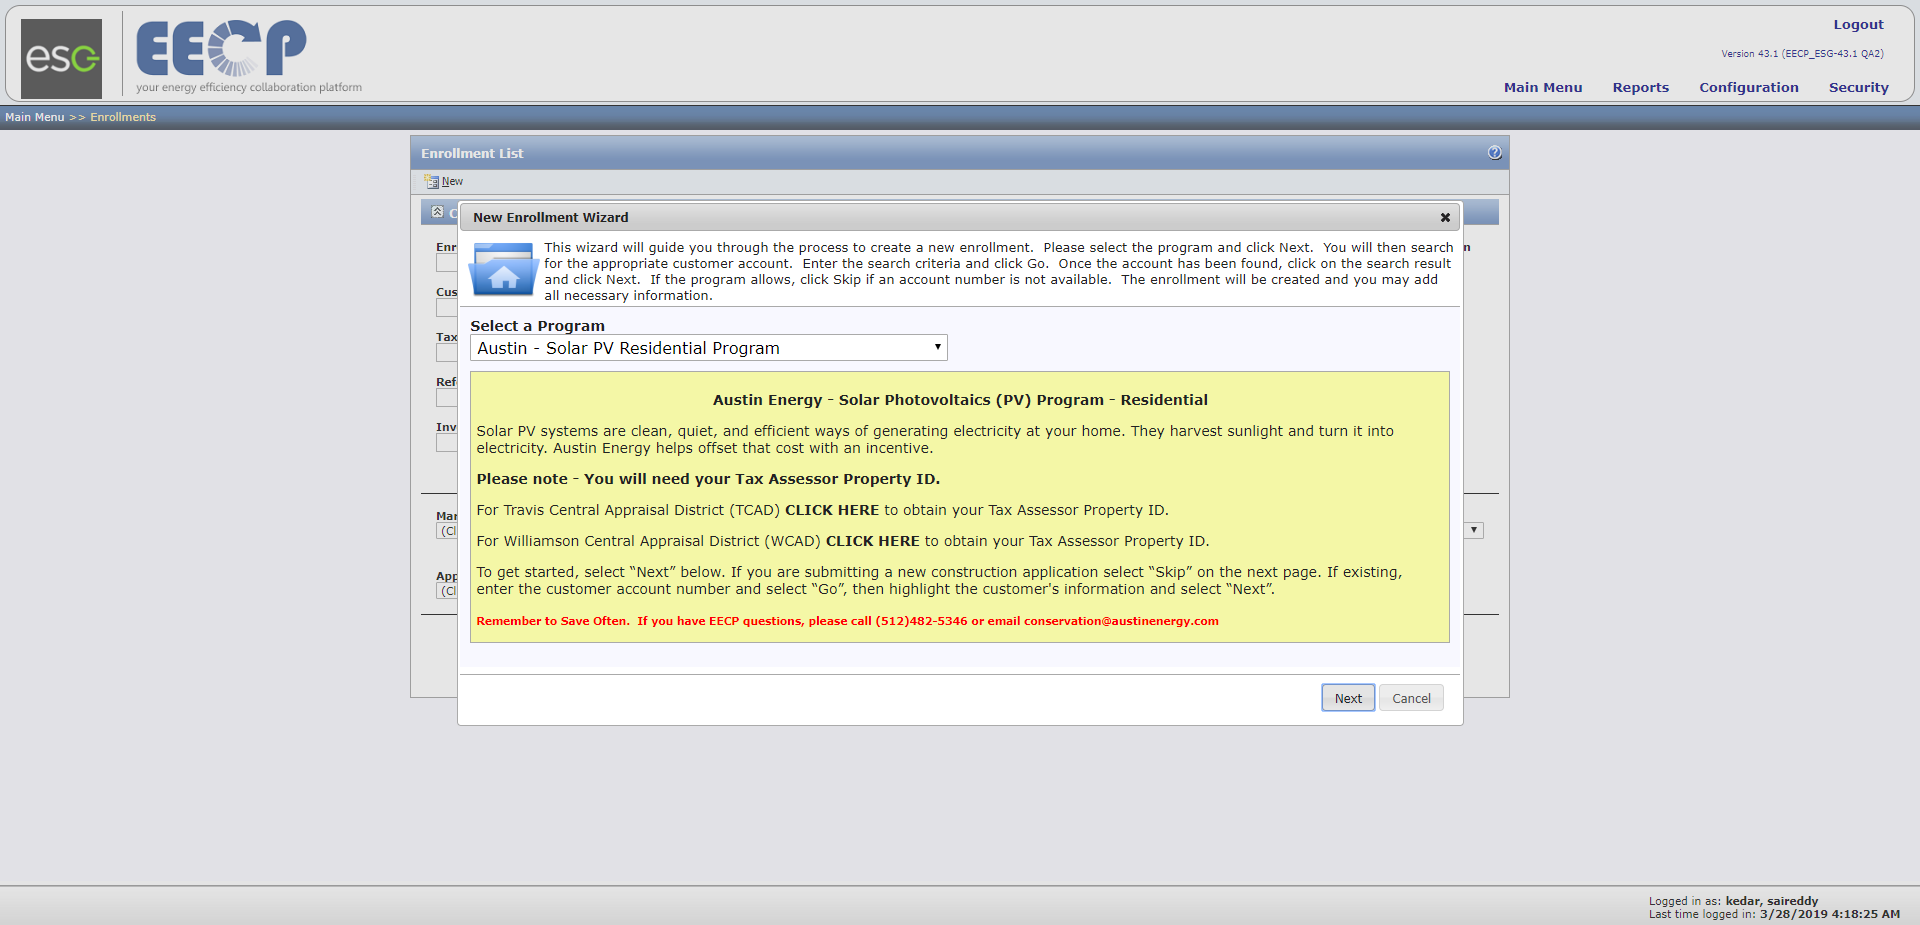 esc
EECP
your energy efficiency collaboration platform
Logout
Version 43.1 (EECP_ESG-43.1 QA2)
Main Menu Reports Configuration Security
Main Menu >> Enrollments
Enrollment List
New
New Enrollment Wizard
This wizard will guide you through the process to create a new enrollment. Please select the program and click Next. You will then search
for the appropriate customer account. Enter the search criteria and click Go. Once the account has been found, click on the search result
and click Next. If the program allows, click Skip if an account number is not available. The enrollment will be created and you may add
all necessary information.
Enr
Cus
Tax
Ref
Inv
Mar
(Cl
App
(Cl
Select a Program
Austin - Solar PV Residential Program
Austin Energy - Solar Photovoltaics (PV) Program - Residential
Solar PV systems are clean, quiet, and efficient ways of generating electricity at your home. They harvest sunlight and turn it into
electricity. Austin Energy helps offset that cost with an incentive.
Please note - You will need your Tax Assessor Property ID.
For Travis Central Appraisal District (TCAD) CLICK HERE to obtain your Tax Assessor Property ID.
For Williamson Central Appraisal District (WCAD) CLICK HERE to obtain your Tax Assessor Property ID.
To get started, select “Next” below. If you are submitting a new construction application select “Skip” on the next page. If existing,
enter the customer account number and select “Go”, then highlight the customer's information and select “Next”.
Remember to Save Often. If you have EECP questions, please call (512)482-5346 or email conservation@austinenergy.com
Next Cancel
Logged in as: kedar, saireddy
Last time logged in: 3/28/2019 4:18:25 AM